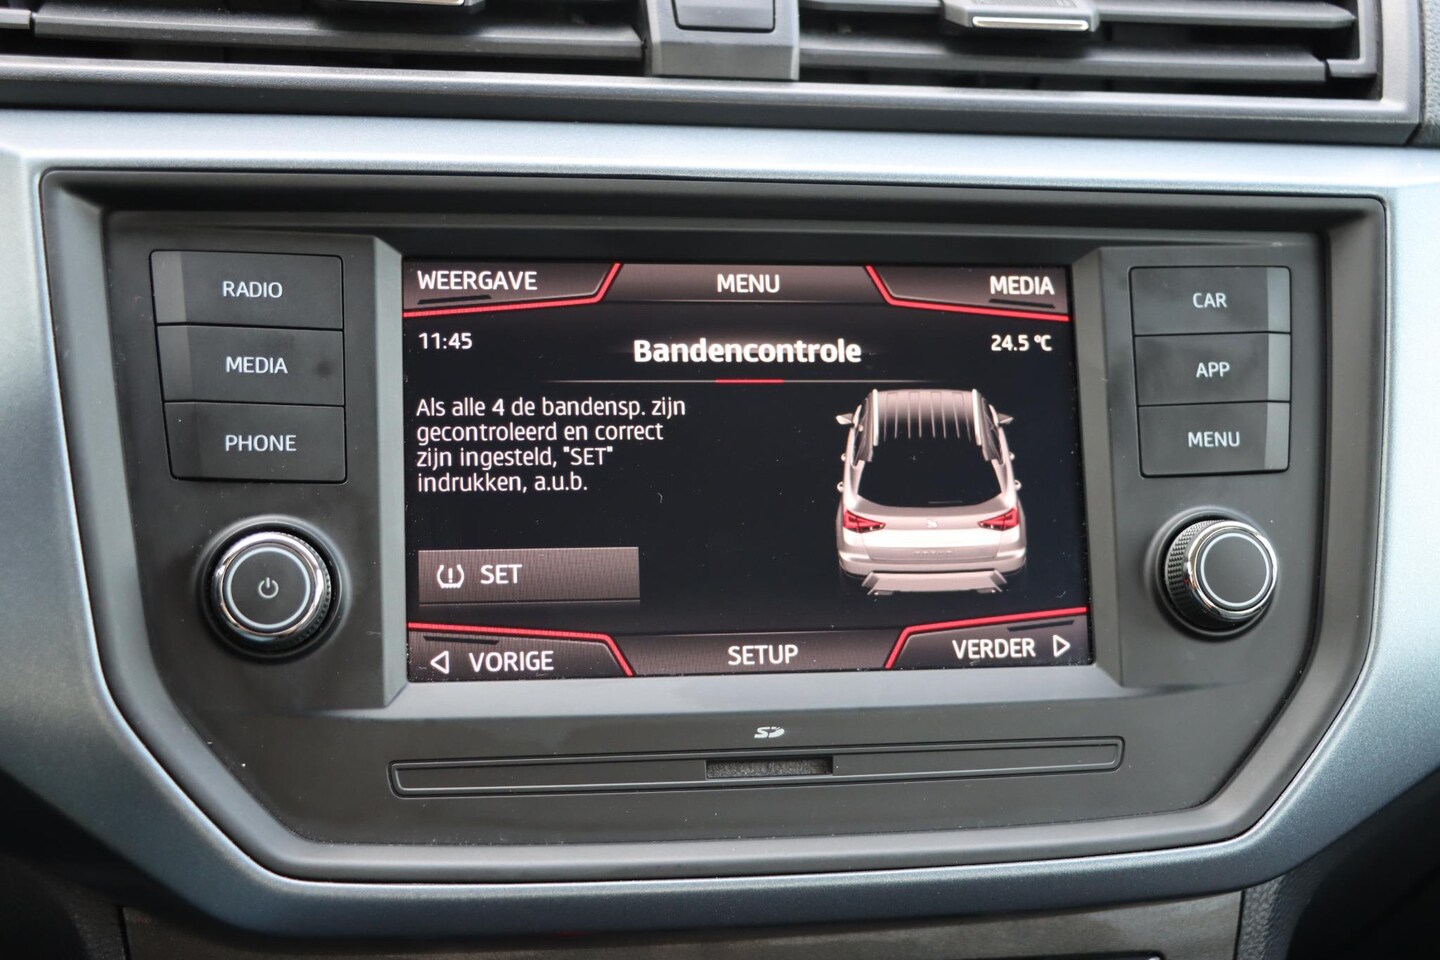 RADIO
MEDIA
PHONE
WEERGAVE
MENU
MEDIA
11:45
Bandencontrole
24.5 °C
Als alle 4 de bandensp. zijn
gecontroleerd en correct
zijn ingesteld, "SET"
indrukken, a.u.b.
SET
VORIGE
SETUP
VERDER
CAR
APP
MENU
SD